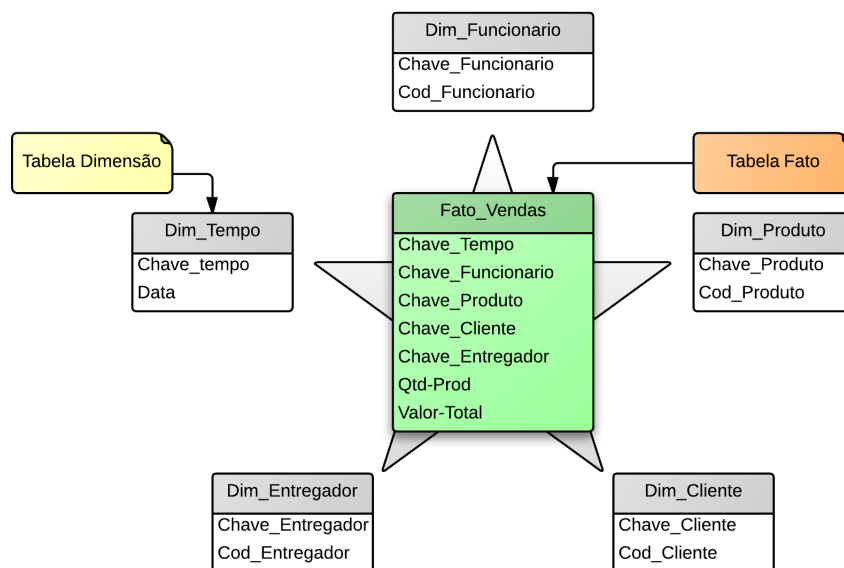 Dim_Funcionario
Chave_Funcionario
Cod_Funcionario
Tabela Dimensão
Tabela Fato
Dim_Tempo
Chave_tempo
Data
Fato_Vendas
Chave_Tempo
Chave_Funcionario
Chave_Produto
Chave_Cliente
Chave_Entregador
Qtd-Prod
Valor-Total
Dim_Produto
Chave_Produto
Cod_Produto
Dim_Entregador
Chave_Entregador
Cod_Entregador
Dim_Cliente
Chave_Cliente
Cod_Cliente